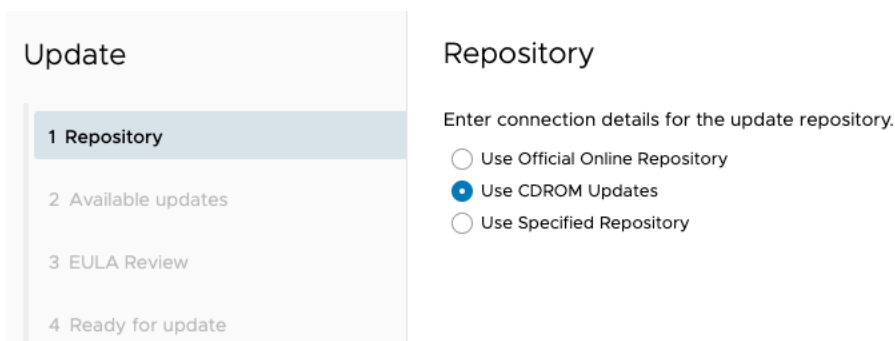 Update
1 Repository
2 Available updates
3 EULA Review
4 Ready for update
Repository
Enter connection details for the update repository.
Use Official Online Repository
Use CDROM Updates
Use Specified Repository